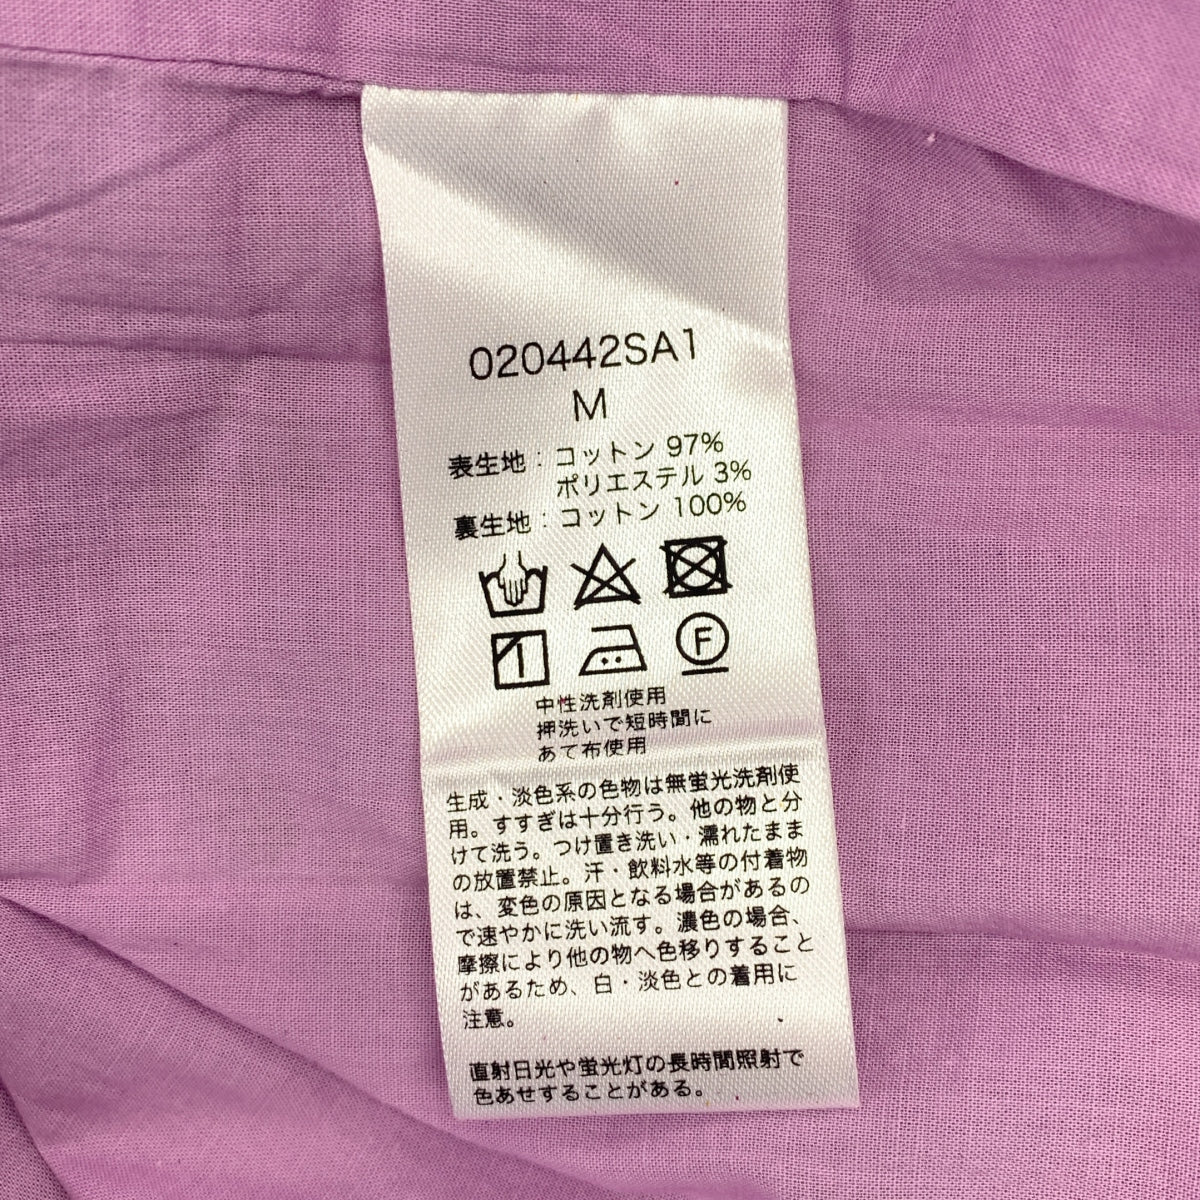 020442SA1
M
表生地：コットン 97%
ポリエステル 3%
裏生地：コットン 100%
F
中性洗剤使用
押洗いで短時間に
あて布使用
生成・淡色系の色物は無蛍光洗剤使
用。すすぎは十分行う。他の物と分
けて洗う。つけ置き洗い・濡れたまま
の放置禁止。汗・飲料水等の付着物
は、変色の原因となる場合があるの
で速やかに洗い流す。濃色の場合、
摩擦により他の物へ色移りすること
があるため、白・淡色との着用に
注意。
直射日光や蛍光灯の長時間照射で
色あせすることがある。